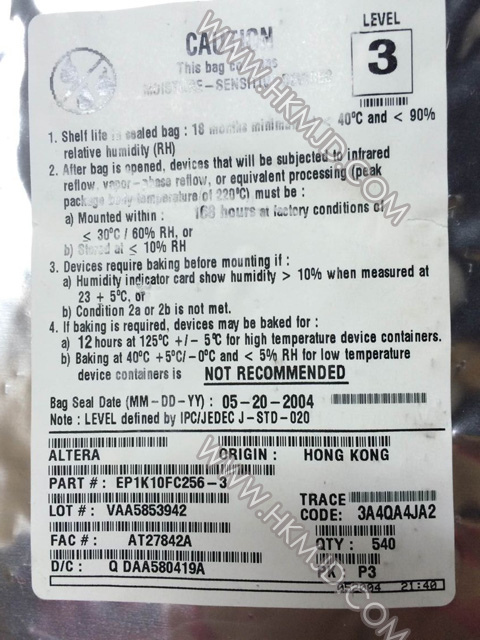 CAUTION
LEVEL
3
This bag contains
MOISTURE-SENSITIVE DEVICES
1. Shelf life in sealed bag : 18 months minimum 40°C and < 90%
relative humidity (RH)
2. After bag is opened, devices that will be subjected to infrared
reflow, vapor-phase reflow, or equivalent processing (peak
package body temperature of 220°C) must be :
a) Mounted within : 168 hours at factory conditions of
≤ 30°C / 60% RH, or
b) Stored at ≤ 10% RH
3. Devices require baking before mounting if :
a) Humidity indicator card show humidity > 10% when measured at
23 + 5°C, or
b) Condition 2a or 2b is not met.
4. If baking is required, devices may be baked for :
a) 12 hours at 125°C +/- 5°C for high temperature device containers.
b) Baking at 40°C +5°C/-0°C and < 5% RH for low temperature
device containers is NOT RECOMMENDED
Bag Seal Date (MM-DD-YY) : 05-20-2004
Note : LEVEL defined by IPC/JEDEC J-STD-020
ALTERA ORIGIN : HONG KONG
PART # : EP1K10FC256-3
LOT # : VAA5853942
TRACE
CODE: 3A4QA4JA2
FAC # : AT27842A
QTY : 540
D/C : Q DAA580419A
P3
21:40
WWW.HKMJD.COM
WWW.HKMJD.COM
WWW.HKMJD.COM